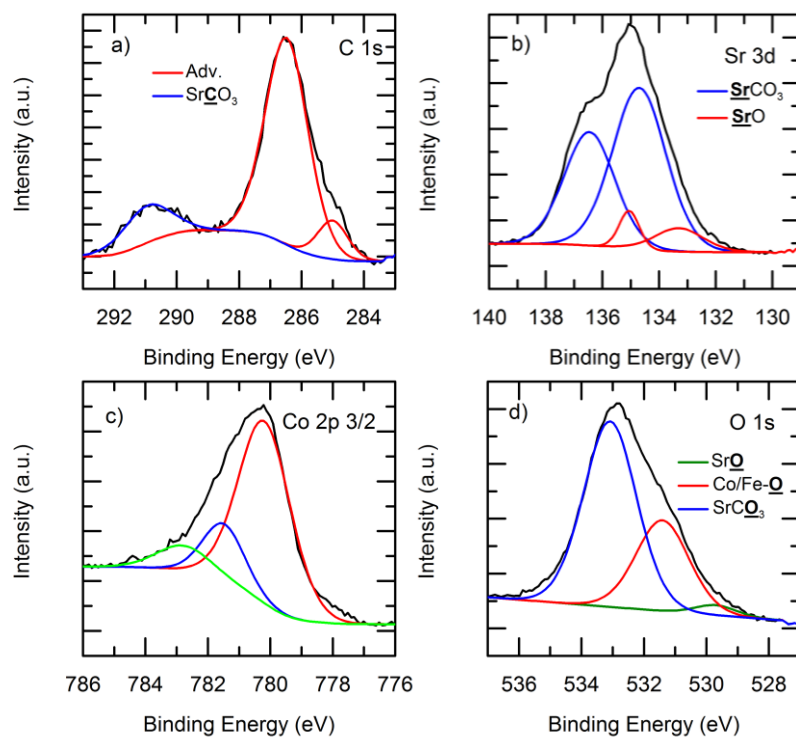 a) C 1s
Adv.
SrCO₃
Intensity (a.u.)
292 290 288 286 284
Binding Energy (eV)
b) Sr 3d
SrCO₃
SrO
Intensity (a.u.)
140 138 136 134 132 130
Binding Energy (eV)
c) Co 2p 3/2
Intensity (a.u.)
786 784 782 780 778 776
Binding Energy (eV)
d) O 1s
SrO
Co/Fe-O
SrCO₃
Intensity (a.u.)
536 534 532 530 528
Binding Energy (eV)